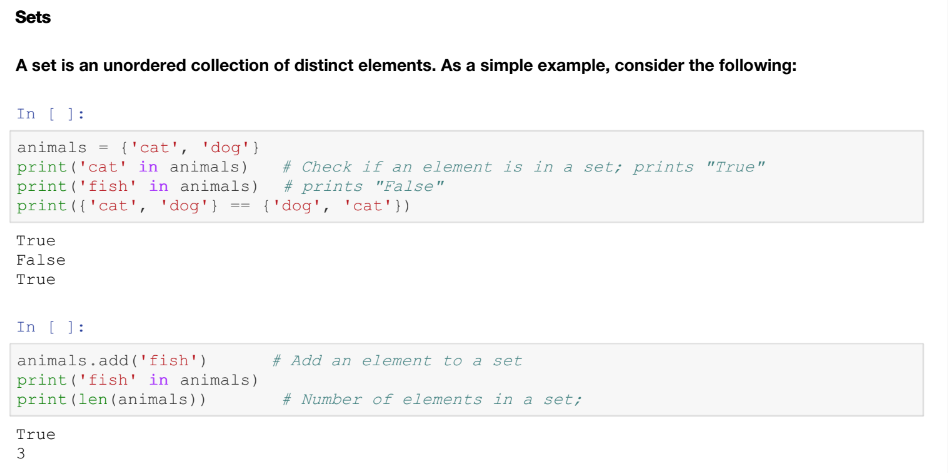 Sets
A set is an unordered collection of distinct elements. As a simple example, consider the following:
In [ ]:
animals = {'cat', 'dog'}
print('cat' in animals)   # Check if an element is in a set; prints "True"
print('fish' in animals)  # prints "False"
print({'cat', 'dog'} == {'dog', 'cat'})
True
False
True
In [ ]:
animals.add('fish')      # Add an element to a set
print('fish' in animals)
print(len(animals))       # Number of elements in a set;
True
3